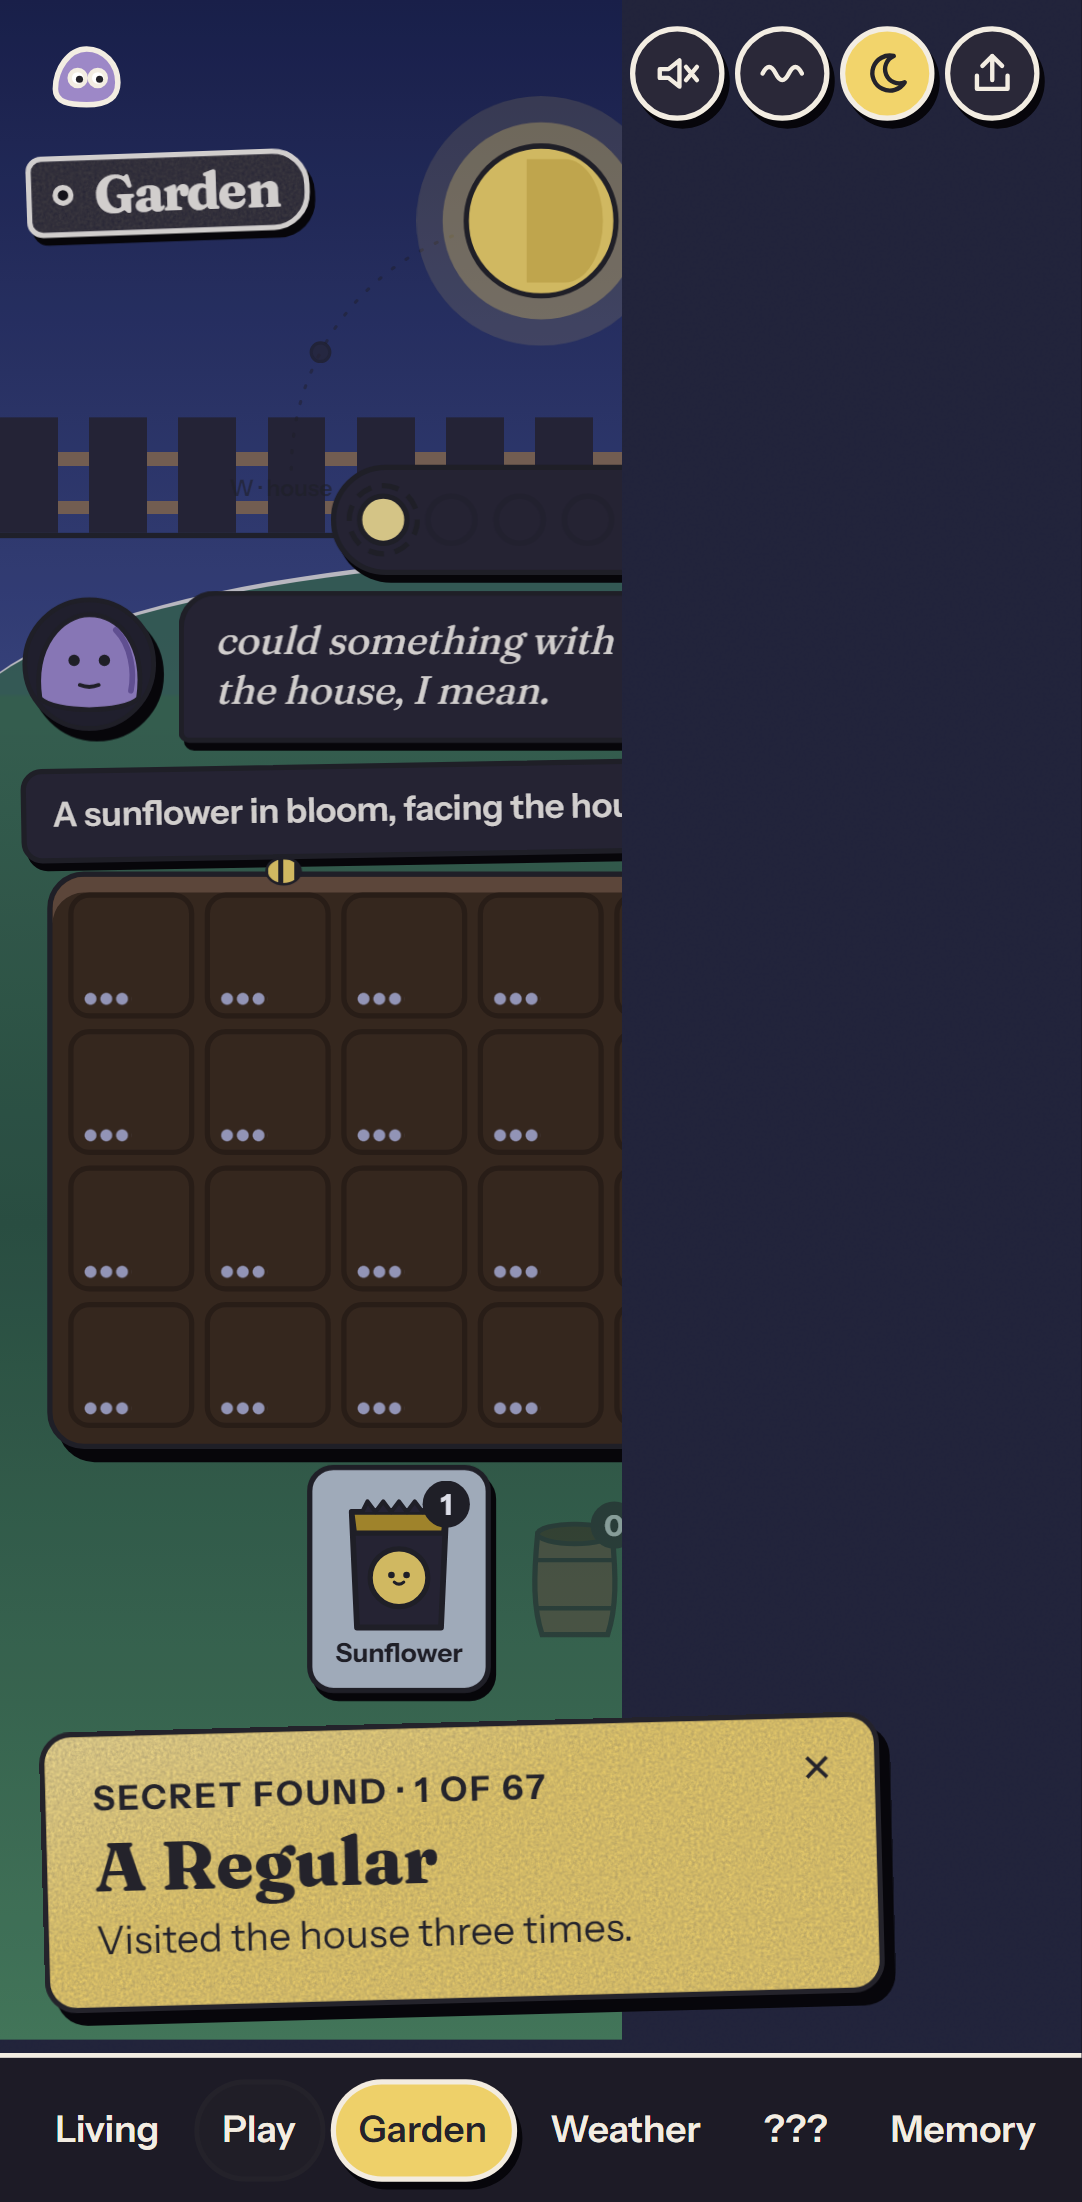 Garden
W · house
could something with
the house, I mean.
A sunflower in bloom, facing the hou
1
0
Sunflower
SECRET FOUND · 1 OF 67
A Regular
Visited the house three times.
Living
Play
Garden
Weather
???
Memory